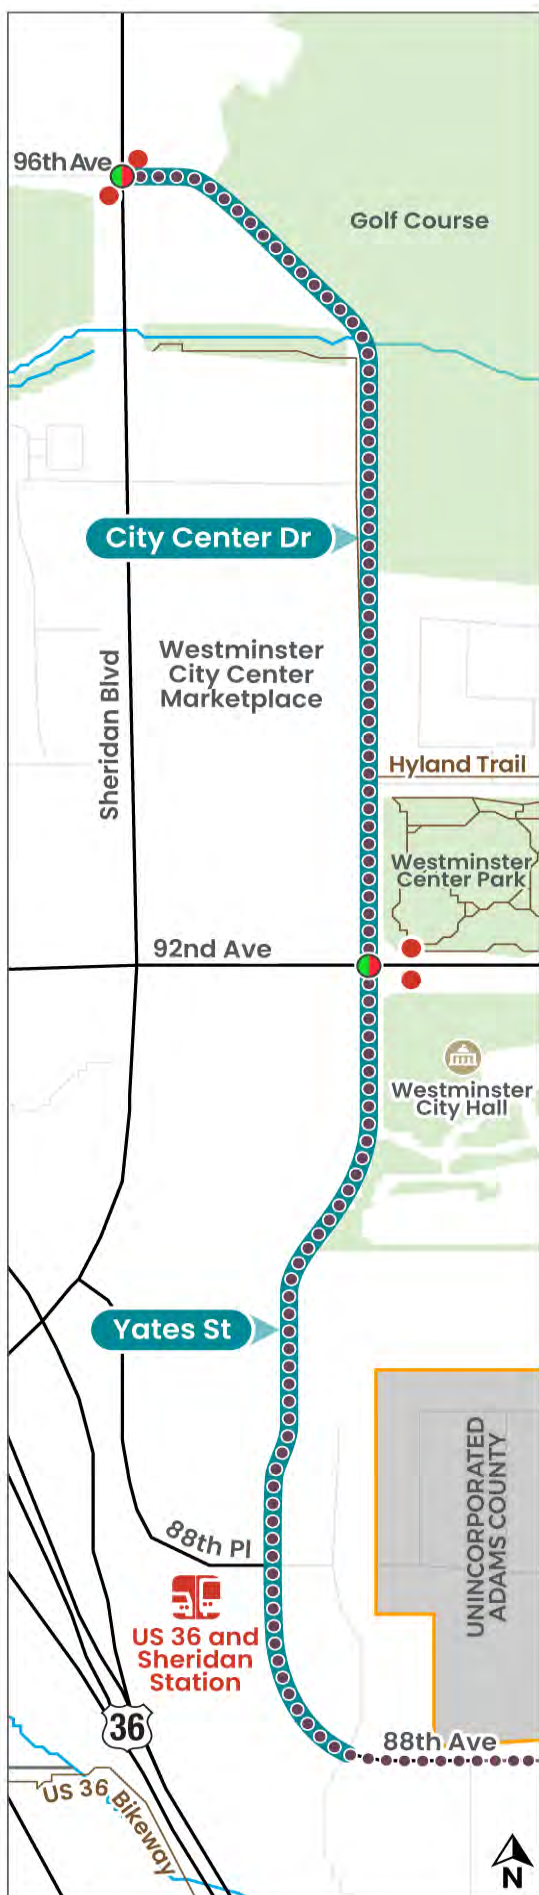 96th Ave
Golf Course
City Center Dr
Westminster
City Center
Marketplace
Sheridan Blvd
Hyland Trail
Westminster
Center Park
92nd Ave
Westminster
City Hall
Yates St
UNINCORPORATED
ADAMS COUNTY
88th Pl
US 36 and
Sheridan
Station
36
88th Ave
US 36 Bikeway
N